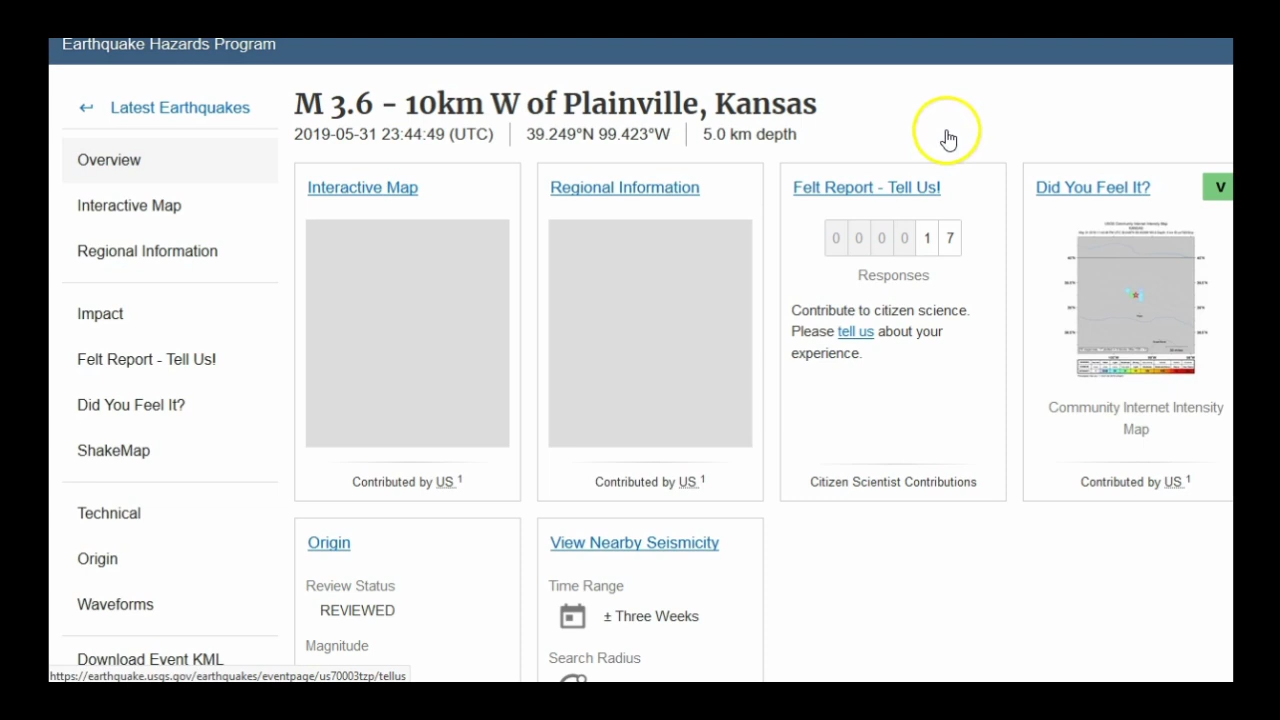 Earthquake Hazards Program
↩ Latest Earthquakes
Overview
Interactive Map
Regional Information
Impact
Felt Report - Tell Us!
Did You Feel It?
ShakeMap
Technical
Origin
Waveforms
Download Event KML
M 3.6 - 10km W of Plainville, Kansas
2019-05-31 23:44:49 (UTC) | 39.249°N 99.423°W | 5.0 km depth
Interactive Map
Contributed by US 1
Regional Information
Contributed by US 1
Felt Report - Tell Us!
0 0 0 0 1 7
Responses
Contribute to citizen science.
Please tell us about your
experience.
Citizen Scientist Contributions
Did You Feel It?
V
Community Internet Intensity
Map
Contributed by US 1
Origin
Review Status
REVIEWED
Magnitude
View Nearby Seismicity
Time Range
± Three Weeks
Search Radius
https://earthquake.usgs.gov/earthquakes/eventpage/us70003tzp/tellus